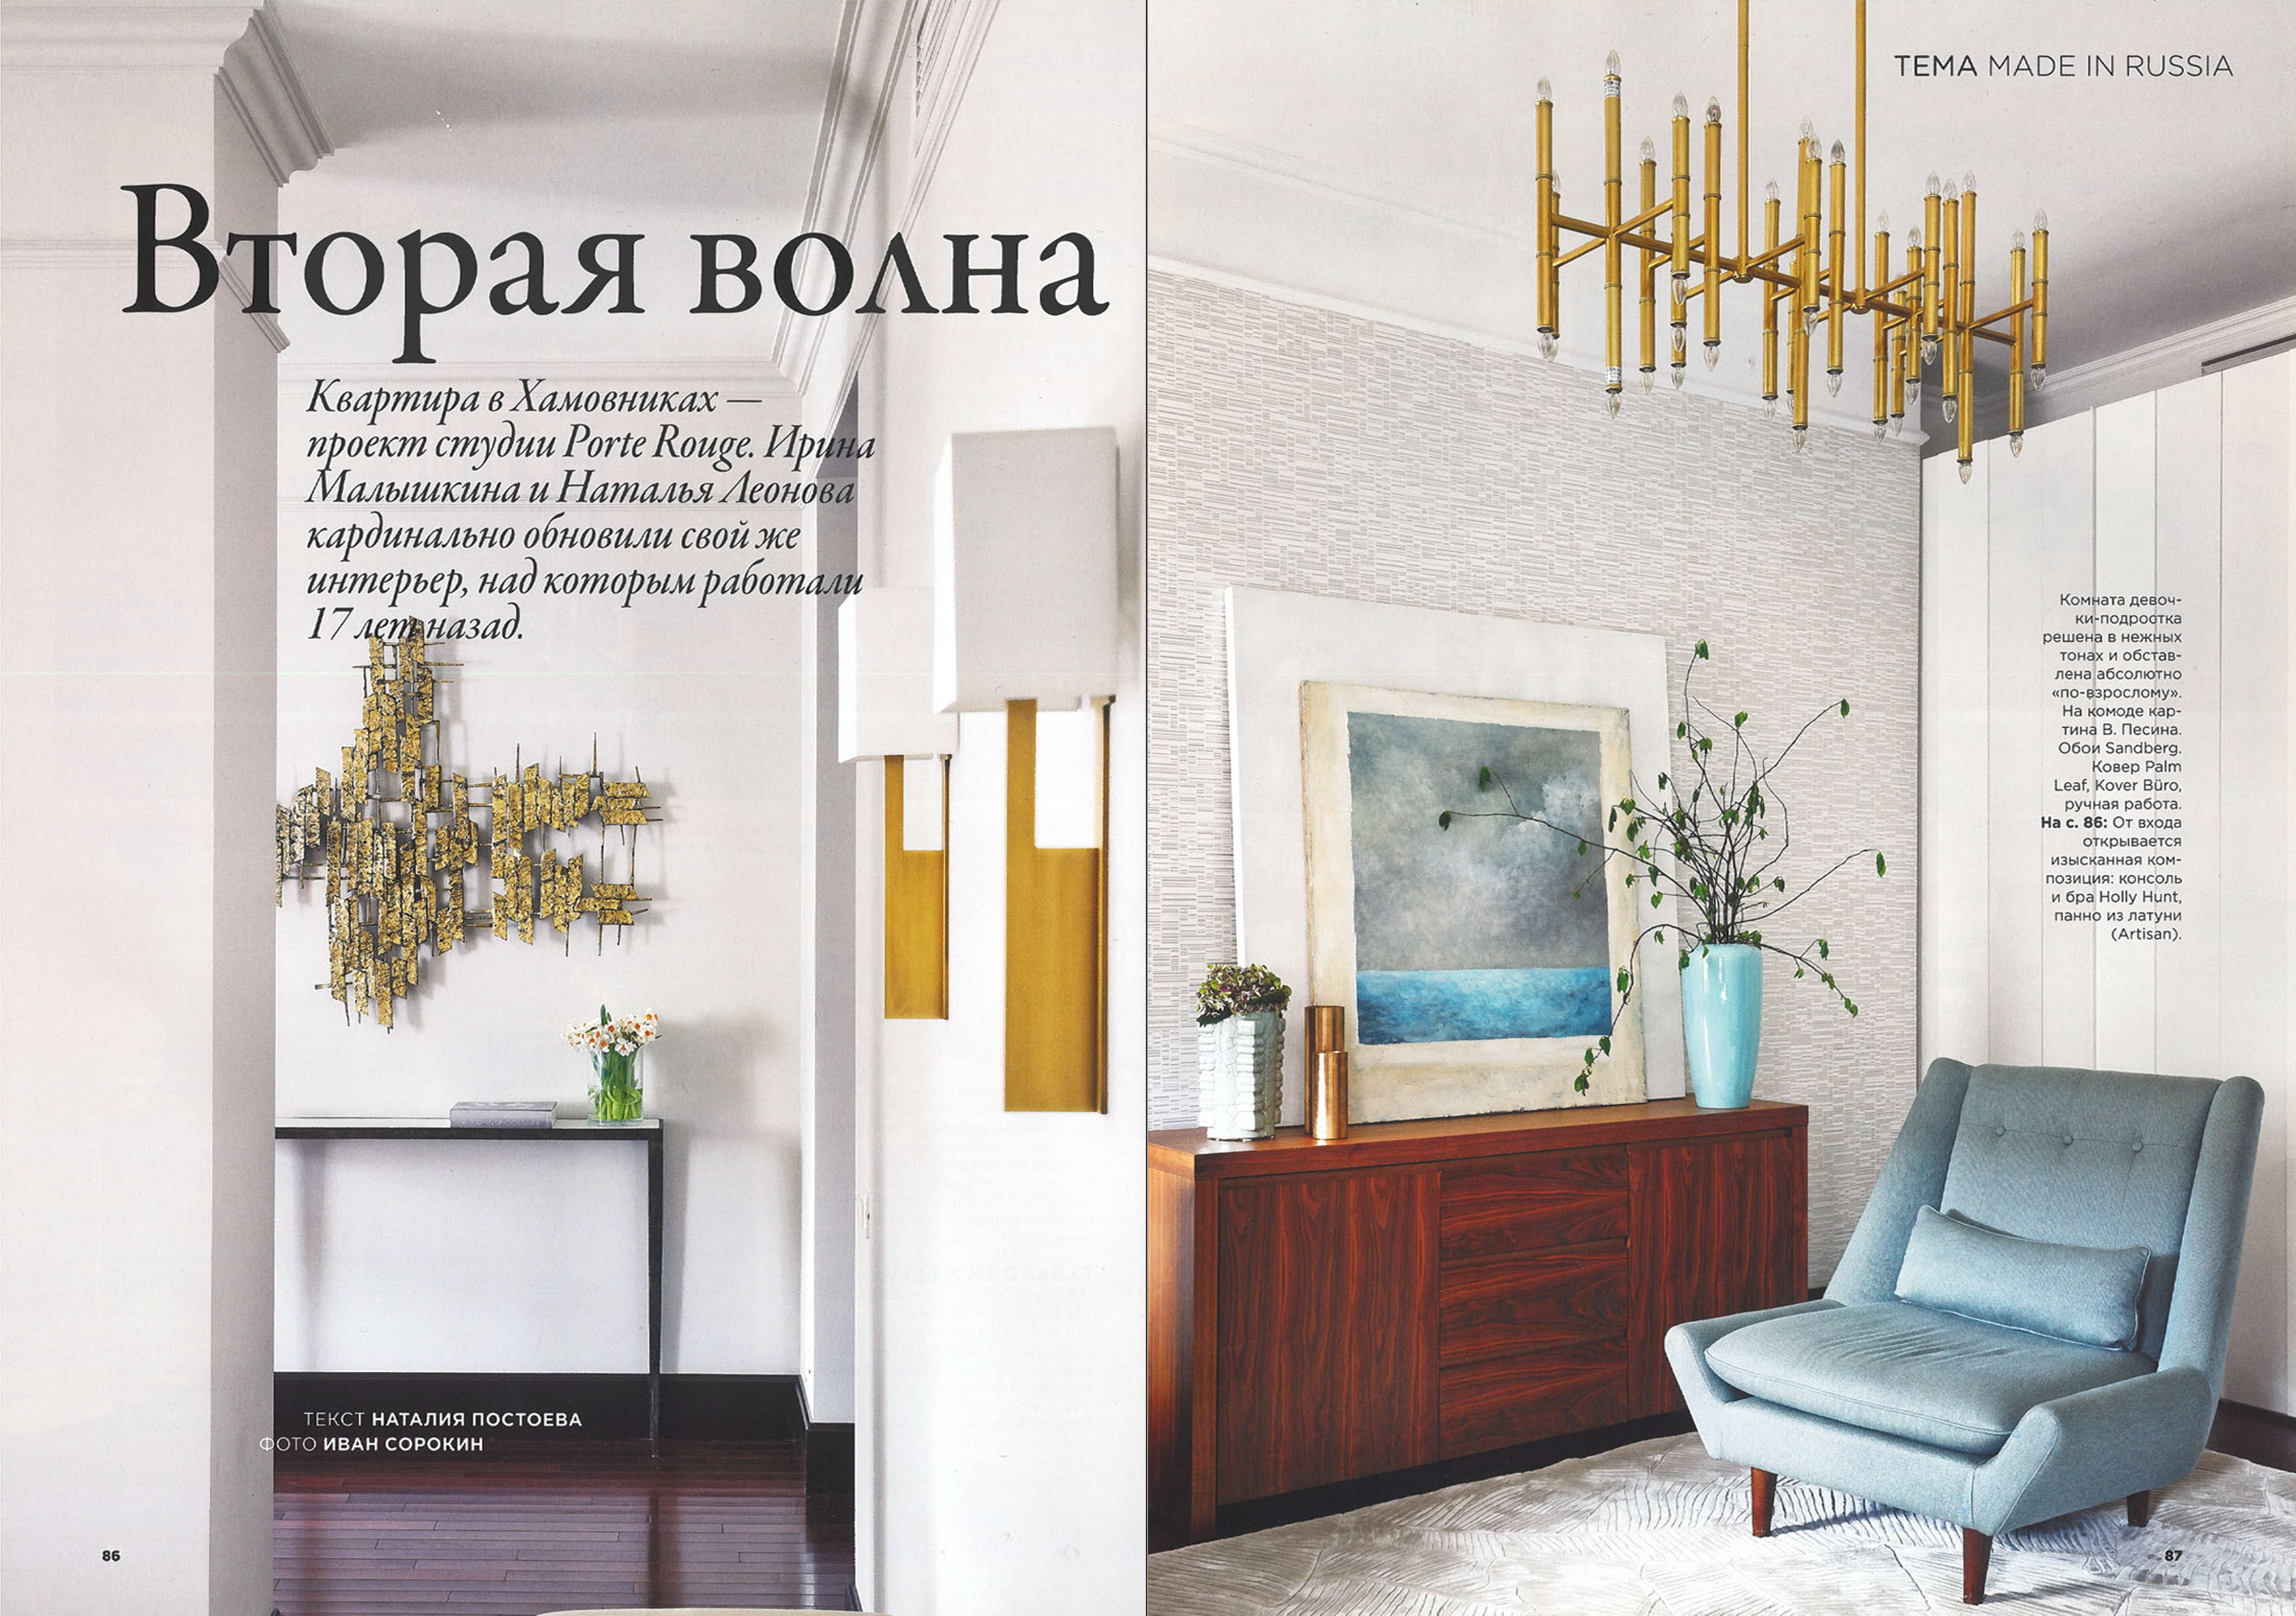 Вторая волна
Квартира в Хамовниках —
проект студии Porte Rouge. Ирина
Малышкина и Наталья Леонова
кардинально обновили свой же
интерьер, над которым работали
17 лет назад.
ТЕКСТ НАТАЛИЯ ПОСТОЕВА
ФОТО ИВАН СОРОКИН
86
ТЕМА MADE IN RUSSIA
Комната девоч-
ки-подростка
решена в нежных
тонах и обстав-
лена абсолютно
«по-взрослому».
На комоде кар-
тина В. Песина.
Обои Sandberg.
Ковер Palm
Leaf, Kover Büro,
ручная работа.
На с. 86: От входа
открывается
изысканная ком-
позиция: консоль
и бра Holly Hunt,
панно из латуни
(Artisan).
87